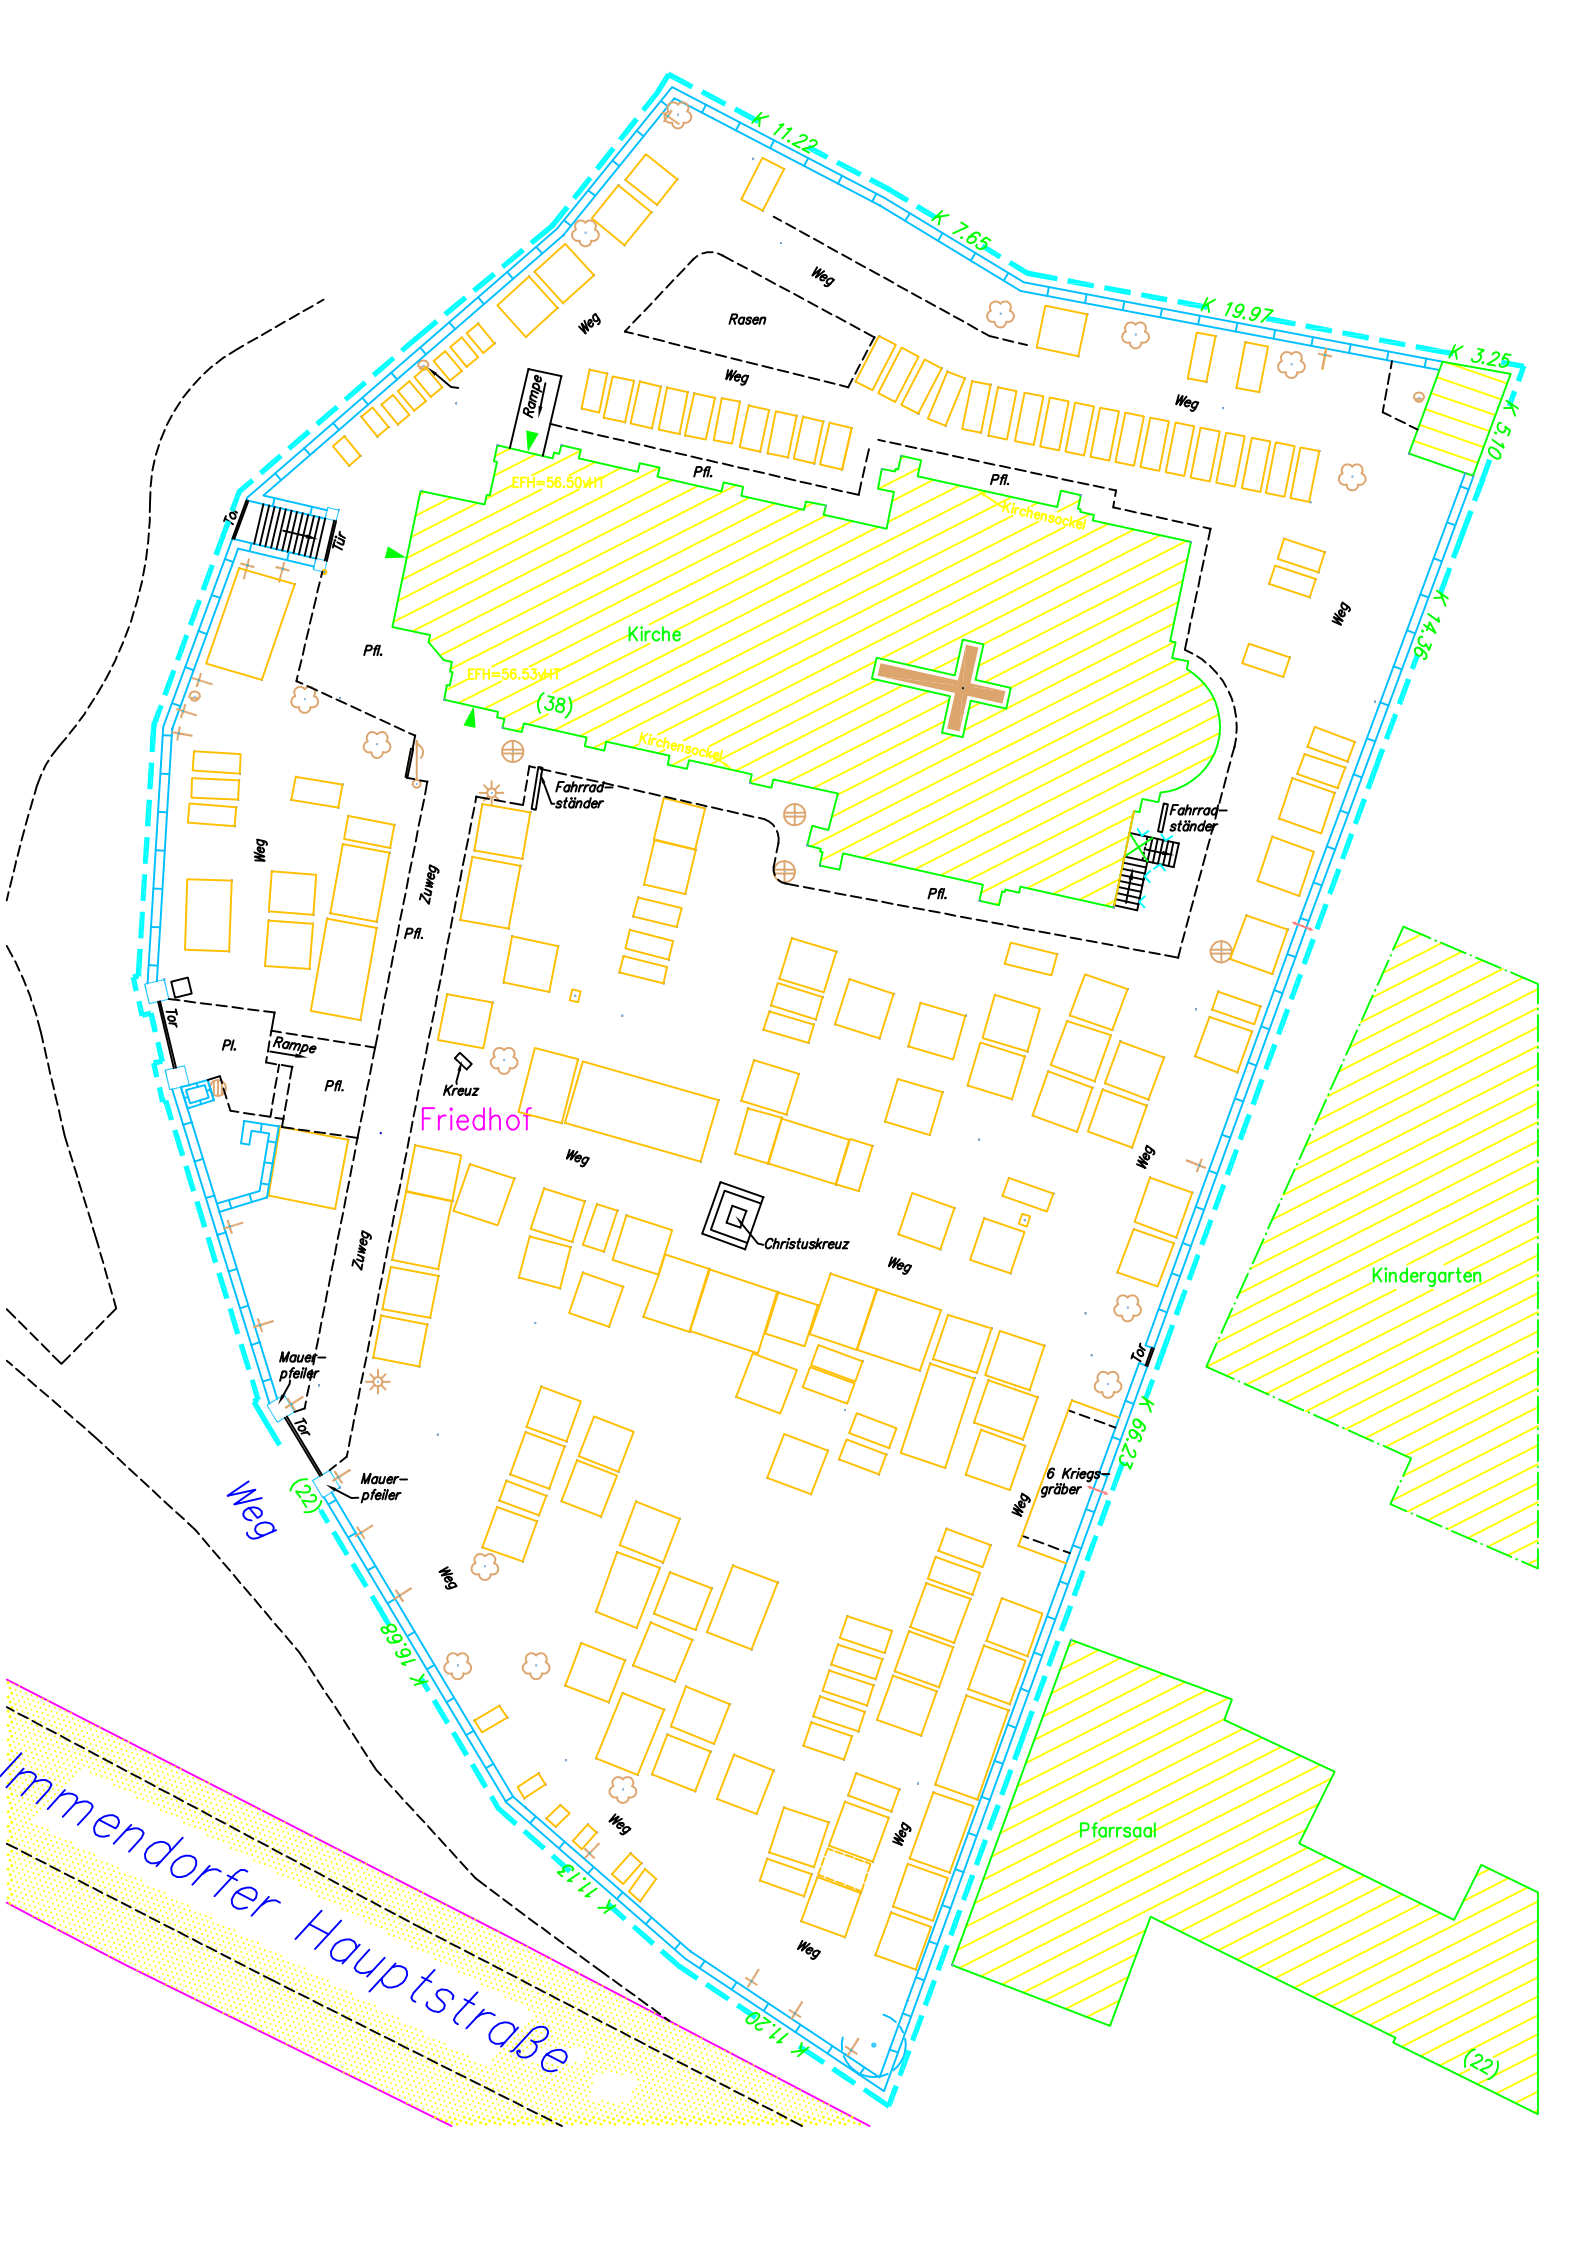 K 11.22
K 7.65
Weg
K 19.97
Rasen
Weg
K 3.25
Weg
Rampe
Weg
K 5.10
Pfl.
Pfl.
EFH=56.50vHT
Kirchensockel
Tor
Tür
Weg
K 14.36
Kirche
Pfl.
EFH=56.53vHT
(38)
Kirchensockel
Fahrrad-
ständer
Fahrrad-
ständer
Weg
Zuweg
Pfl.
Pfl.
Tor
Pl.
Rampe
Pfl.
Kreuz
Friedhof
Weg
Weg
Christuskreuz
Zuweg
Weg
Kindergarten
Mauer-
pfeiler
Tor
Tor
K 66.23
6 Kriegs-
gräber
Mauer-
pfeiler
(22)
Weg
Weg
Weg
K 16.68
Immendorfer Hauptstraße
Weg
Weg
Pfarrsaal
K 11.13
Weg
K 11.20
(22)